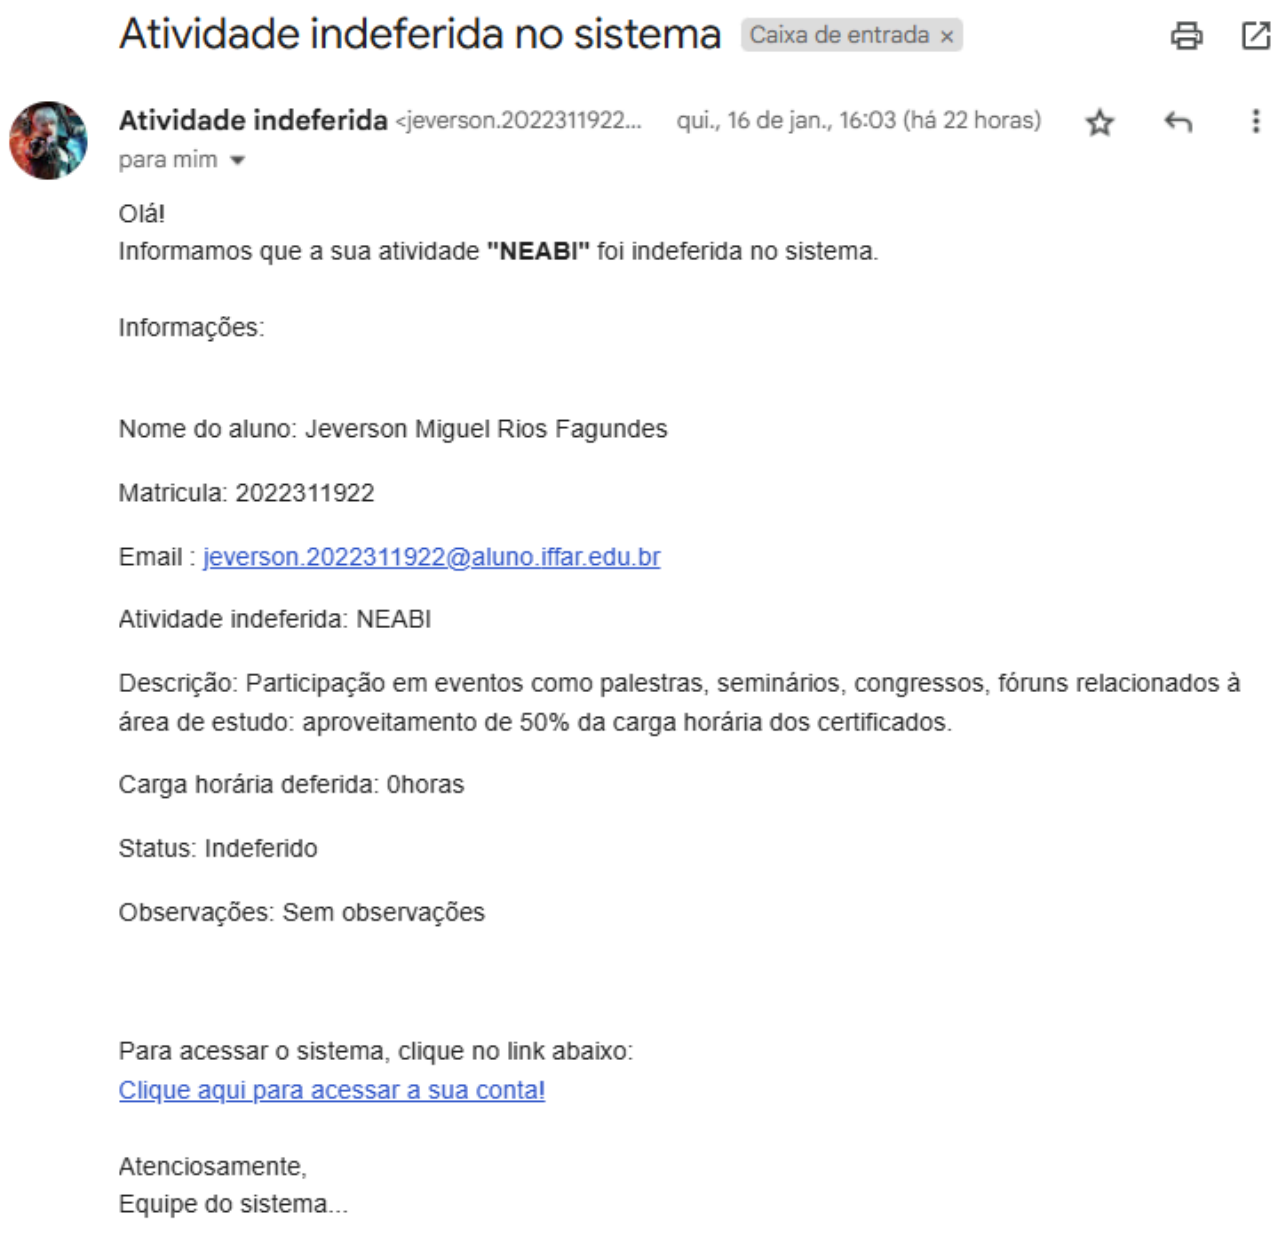 Atividade indeferida no sistema Caixa de entrada ×
Atividade indeferida <jeverson.2022311922... qui., 16 de jan., 16:03 (há 22 horas)
para mim
Olá!
Informamos que a sua atividade "NEABI" foi indeferida no sistema.
Informações:
Nome do aluno: Jeverson Miguel Rios Fagundes
Matricula: 2022311922
Email : jeverson.2022311922@aluno.iffar.edu.br
Atividade indeferida: NEABI
Descrição: Participação em eventos como palestras, seminários, congressos, fóruns relacionados à
área de estudo: aproveitamento de 50% da carga horária dos certificados.
Carga horária deferida: 0horas
Status: Indeferido
Observações: Sem observações
Para acessar o sistema, clique no link abaixo:
Clique aqui para acessar a sua conta!
Atenciosamente,
Equipe do sistema...